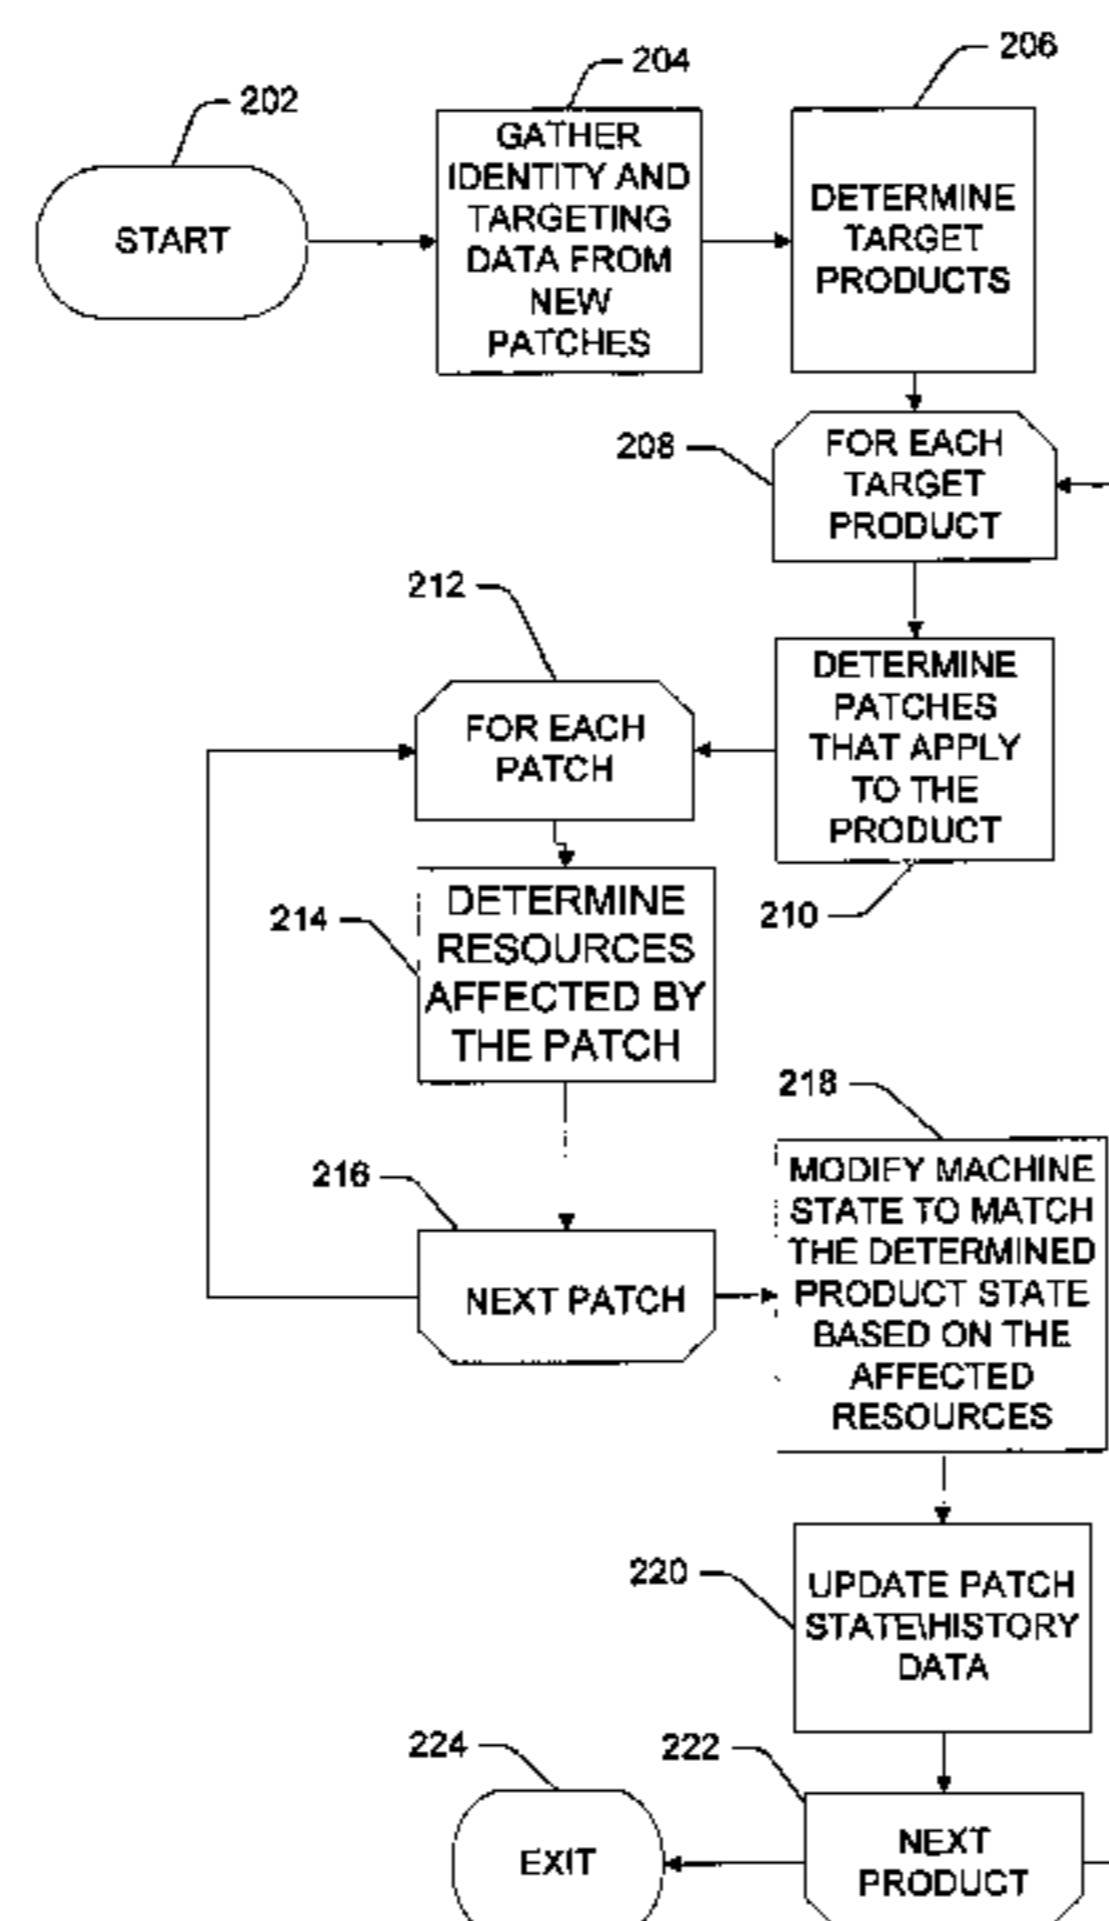 202
START
204
GATHER
IDENTITY AND
TARGETING
DATA FROM
NEW
PATCHES
206
DETERMINE
TARGET
PRODUCTS
208
FOR EACH
TARGET
PRODUCT
210
DETERMINE
PATCHES
THAT APPLY
TO THE
PRODUCT
212
FOR EACH
PATCH
214
DETERMINE
RESOURCES
AFFECTED BY
THE PATCH
216
NEXT PATCH
218
MODIFY MACHINE
STATE TO MATCH
THE DETERMINED
PRODUCT STATE
BASED ON THE
AFFECTED
RESOURCES
220
UPDATE PATCH
STATE\HISTORY
DATA
222
NEXT
PRODUCT
224
EXIT